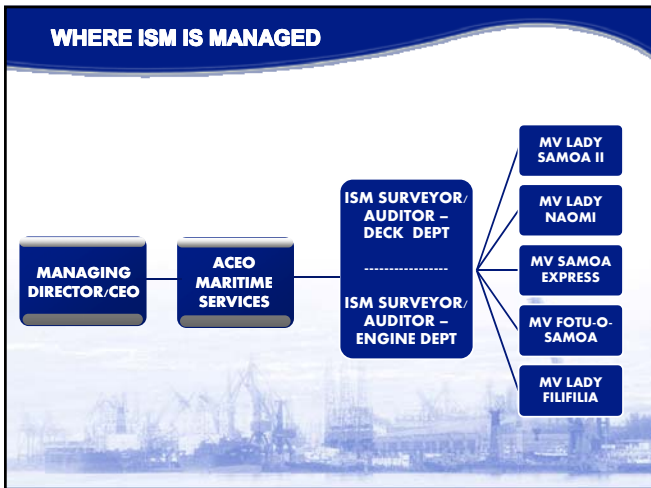 WHERE ISM IS MANAGED
MANAGING
DIRECTOR/CEO
ACEO
MARITIME
SERVICES
ISM SURVEYOR/
AUDITOR –
DECK DEPT
------------------
ISM SURVEYOR/
AUDITOR –
ENGINE DEPT
MV LADY
SAMOA II
MV LADY
NAOMI
MV SAMOA
EXPRESS
MV FOTU-O-
SAMOA
MV LADY
FILIFILIA